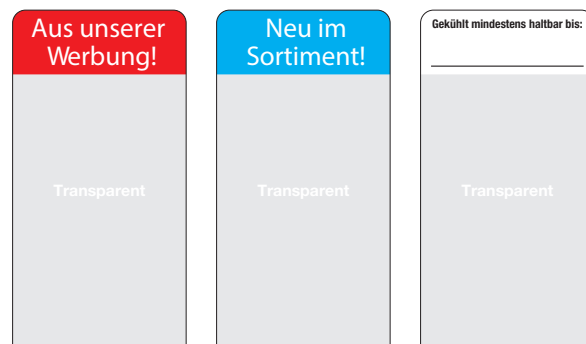 Aus unserer
Werbung!
Transparent
Neu im
Sortiment!
Transparent
Gekühlt mindestens haltbar bis:
Transparent